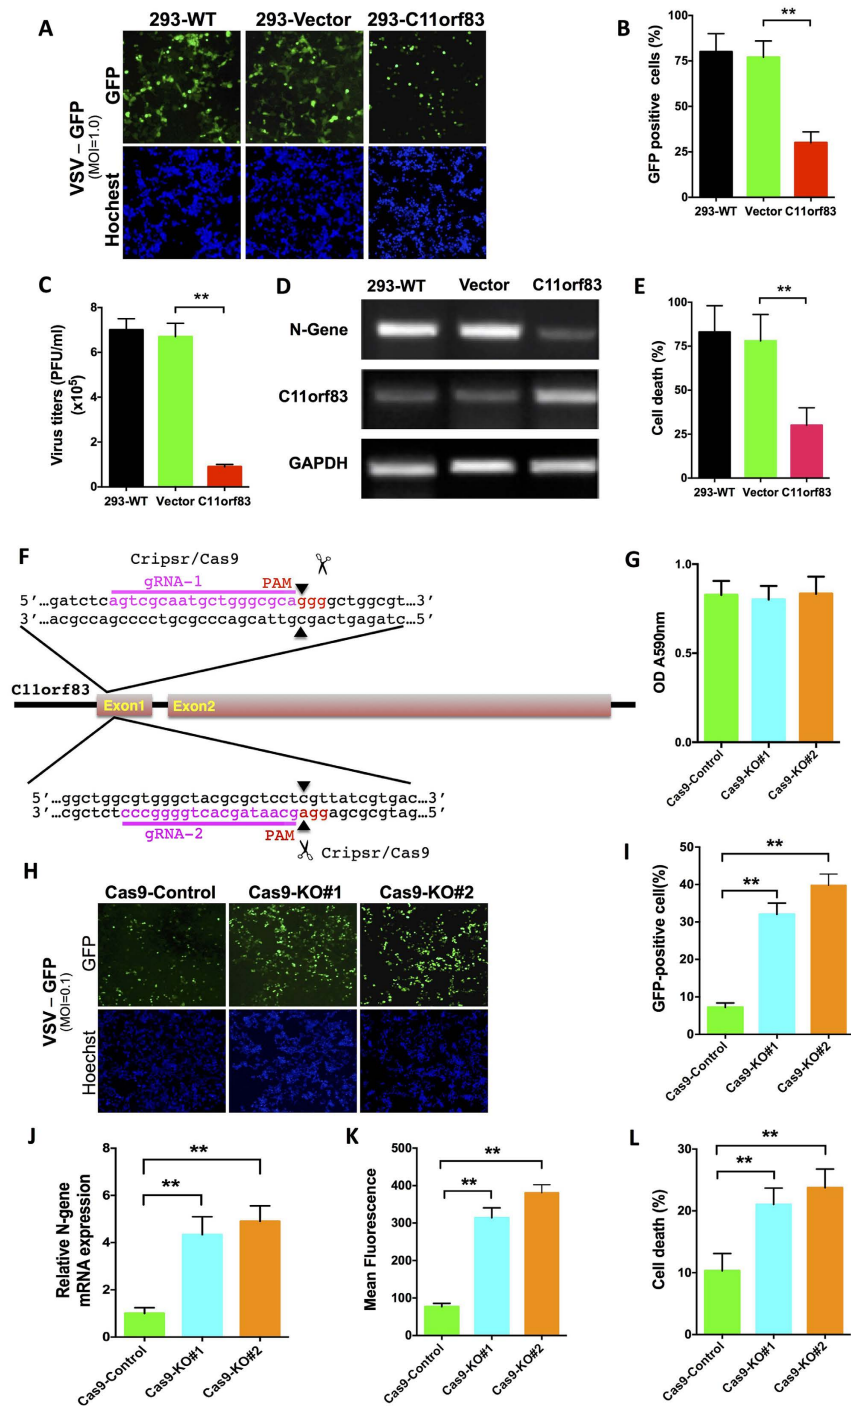 A
293-WT 293-Vector 293-C11orf83
VSV – GFP
(MOI=1.0)
GFP
Hochest
B
GFP positive cells (%)
100
75
50
25
0
**
293-WT Vector C11orf83
C
Virus titers (PFU/ml)
(x10⁵)
8
6
4
2
0
**
293-WT Vector C11orf83
D
293-WT Vector C11orf83
N-Gene
C11orf83
GAPDH
E
Cell death (%)
100
75
50
25
0
**
293-WT Vector C11orf83
F
Cripsr/Cas9
gRNA-1 PAM
5’…gatctcagtcgcaatgctgggcgcagggggctggcgt…3’
3’…acgccagcccctgcgcccagcattgcgactgagatc…5’
C11orf83
Exon1 Exon2
5’…ggctggcgtgggctacgcgctcctcgttatcgtgac…3’
3’…cgctctcccggggtcacgataacgaggagcgcgtag…5’
gRNA-2 PAM
Cripsr/Cas9
G
OD A590nm
1.0
0.5
0.0
Cas9-Control
Cas9-KO#1
Cas9-KO#2
H
Cas9-Control Cas9-KO#1 Cas9-KO#2
VSV – GFP
(MOI=0.1)
GFP
Hoechst
I
GFP-positive cell(%)
50
40
30
20
10
0
**
**
Cas9-Control
Cas9-KO#1
Cas9-KO#2
J
Relative N-gene
mRNA expression
8
6
4
2
0
**
**
Cas9-Control
Cas9-KO#1
Cas9-KO#2
K
Mean Fluorescence
500
400
300
200
100
0
**
**
Cas9-Control
Cas9-KO#1
Cas9-KO#2
L
Cell death (%)
30
20
10
0
**
**
Cas9-Control
Cas9-KO#1
Cas9-KO#2